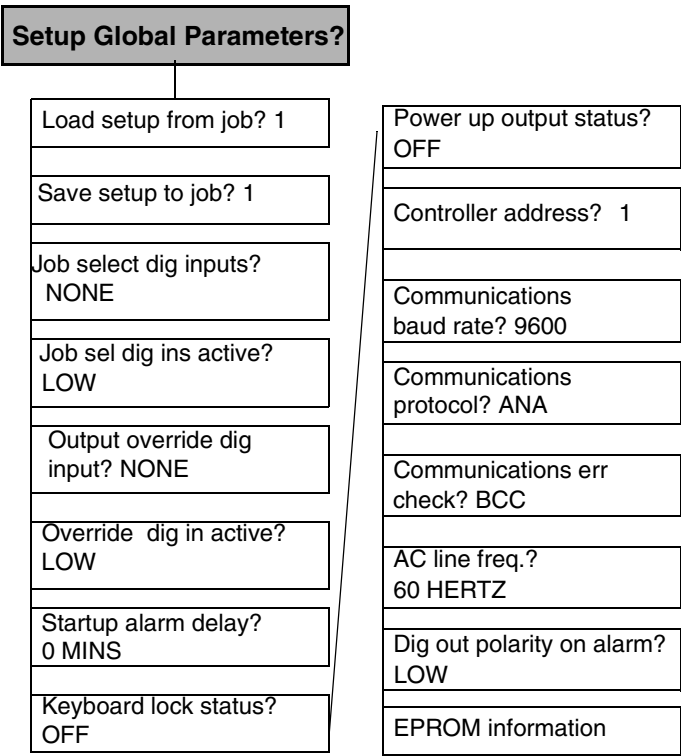 Setup Global Parameters?
Load setup from job? 1
Save setup to job? 1
Job select dig inputs?
NONE
Job sel dig ins active?
LOW
Output override dig
input? NONE
Override dig in active?
LOW
Startup alarm delay?
0 MINS
Keyboard lock status?
OFF
Power up output status?
OFF
Controller address? 1
Communications
baud rate? 9600
Communications
protocol? ANA
Communications err
check? BCC
AC line freq.?
60 HERTZ
Dig out polarity on alarm?
LOW
EPROM information